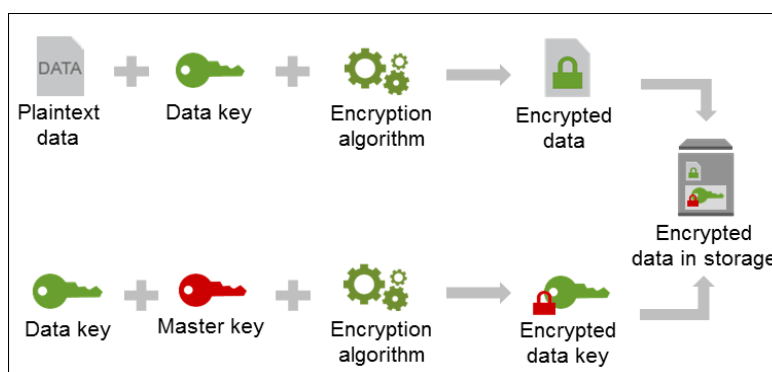 DATA
Plaintext
data
Data key
Encryption
algorithm
Encrypted
data
Encrypted
data in storage
Data key
Master key
Encryption
algorithm
Encrypted
data key